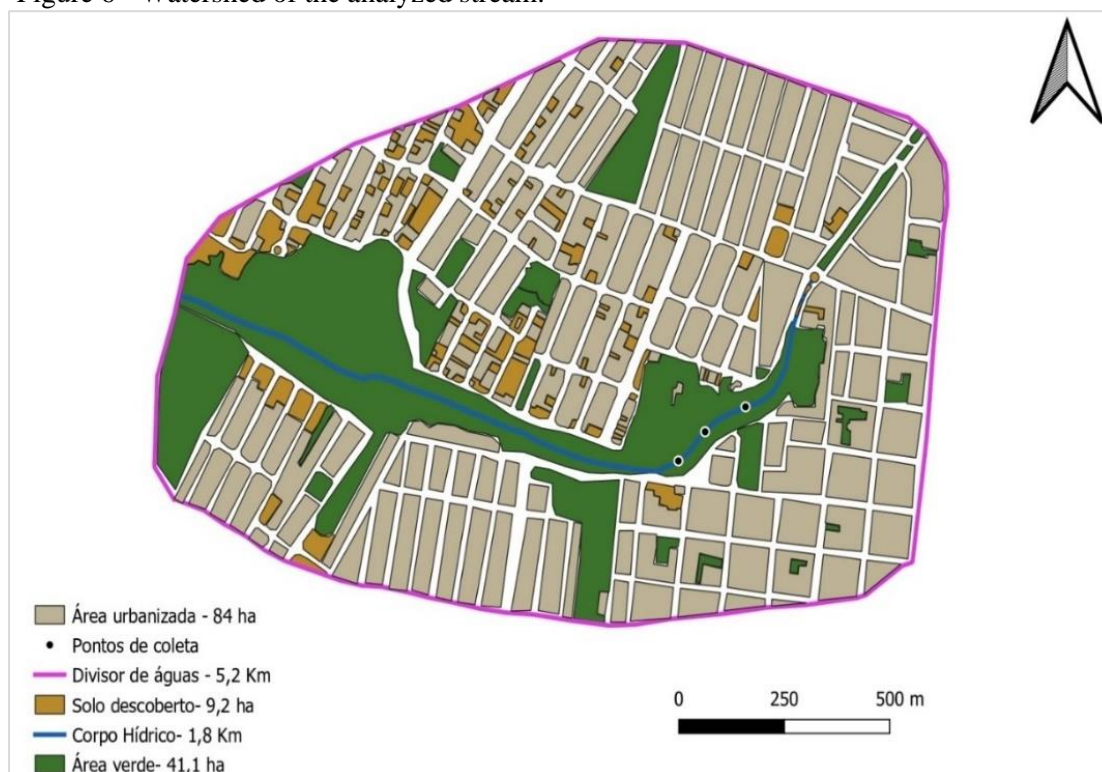 Figure – Watershed of the analyzed stream.
Área urbanizada - 84 ha
Pontos de coleta
Divisor de águas - 5,2 Km
Solo descoberto- 9,2 ha
Corpo Hídrico- 1,8 Km
Área verde- 41,1 ha
0 250 500 m